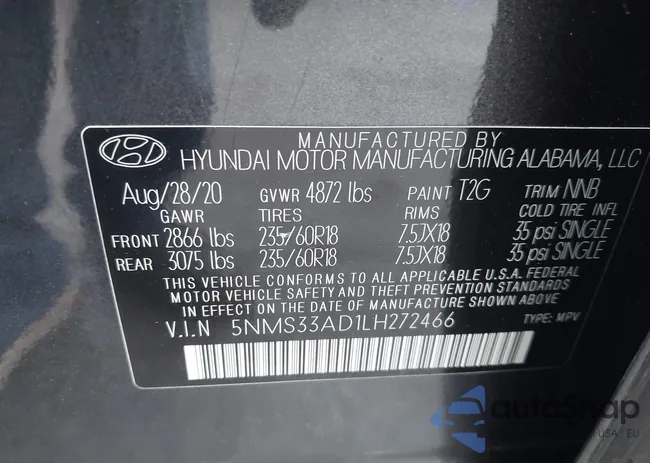 MANUFACTURED BY
HYUNDAI MOTOR MANUFACTURING ALABAMA, LLC
Aug/28/20 GVWR 4872 lbs PAINT T2G TRIM NNB
GAWR TIRES RIMS COLD TIRE INFL
FRONT 2866 lbs 235/60R18 7.5JX18 35 psi SINGLE
REAR 3075 lbs 235/60R18 7.5JX18 35 psi SINGLE
THIS VEHICLE CONFORMS TO ALL APPLICABLE U.S.A. FEDERAL
MOTOR VEHICLE SAFETY AND THEFT PREVENTION STANDARDS
IN EFFECT ON THE DATE OF MANUFACTURE SHOWN ABOVE.
V.I.N 5NMS33AD1LH272466 TYPE: MPV
autoSnap
USA EU